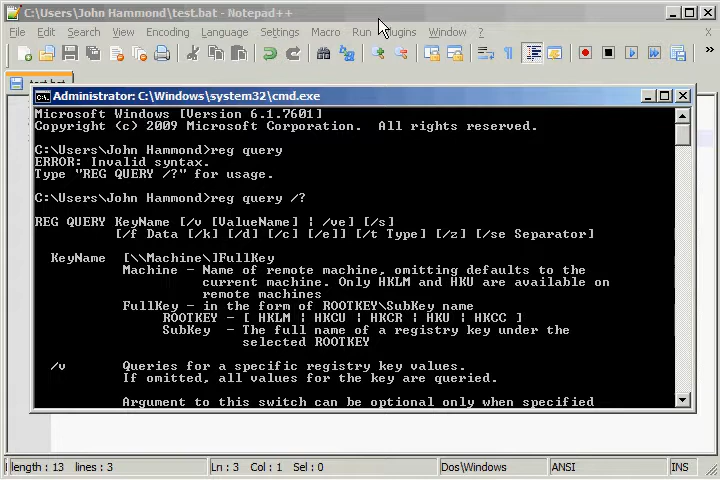 C:\Users\John Hammond\test.bat - Notepad++
File Edit Search View Encoding Language Settings Macro Run Plugins Window ? X
test.bat
Administrator: C:\Windows\system32\cmd.exe
Microsoft Windows [Version 6.1.7601]
Copyright (c) 2009 Microsoft Corporation.  All rights reserved.
C:\Users\John Hammond>reg query
ERROR: Invalid syntax.
Type "REG QUERY /?" for usage.
C:\Users\John Hammond>reg query /?
REG QUERY KeyName [/v [ValueName] ¦ /ve] [/s]
[/f Data [/k] [/d] [/c] [/e]] [/t Type] [/z] [/se Separator]
KeyName  [\\Machine\]FullKey
Machine - Name of remote machine, omitting defaults to the
current machine. Only HKLM and HKU are available on
remote machines
FullKey - in the form of ROOTKEY\SubKey name
ROOTKEY - [ HKLM ¦ HKCU ¦ HKCR ¦ HKU ¦ HKCC ]
SubKey  - The full name of a registry key under the
selected ROOTKEY
/v       Queries for a specific registry key values.
If omitted, all values for the key are queried.
Argument to this switch can be optional only when specified
length : 13 lines : 3 Ln : 3 Col : 1 Sel : 0 Dos\Windows ANSI INS